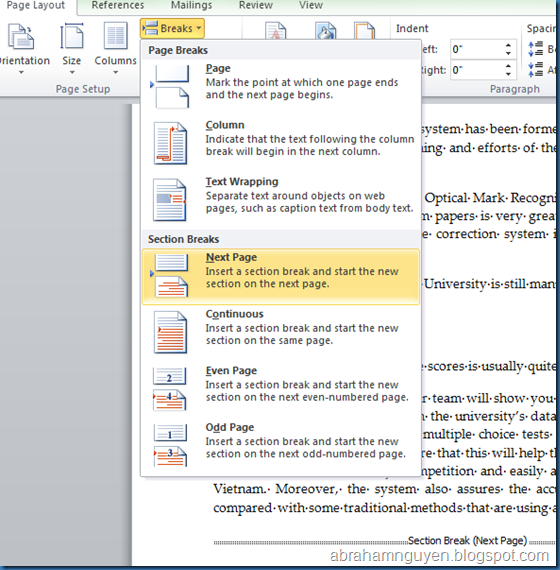 Page Layout References Mailings Review View
Breaks Indent Spacin
Orientation Size Columns Left: 0" Be
Right: 0" Af
Page Setup Paragraph
Page Breaks
Page
Mark the point at which one page ends
and the next page begins.
Column
Indicate that the text following the column
break will begin in the next column.
Text Wrapping
Separate text around objects on web
pages, such as caption text from body text.
Section Breaks
Next Page
Insert a section break and start the new
section on the next page.
Continuous
Insert a section break and start the new
section on the same page.
Even Page
Insert a section break and start the new
section on the next even-numbered page.
Odd Page
Insert a section break and start the new
section on the next odd-numbered page.
ystem·has·been·forme
ning· and· efforts· of· the
Optical· Mark· Recogni
m· papers· is· very· grea
e· correction· system· i
University·is·still·man
e·scores·is·usually·quite
r· team· will· show· you
n· the· university's· data
multiple· choice· tests·
re·that·this·will·help·th
mpetition· and· easily· a
Vietnam.· Moreover,· the· system· also· assures· the· accu
compared·with·some·traditional·methods·that·are·using·a
Section Break (Next Page)
abrahamnguyen.blogspot.com